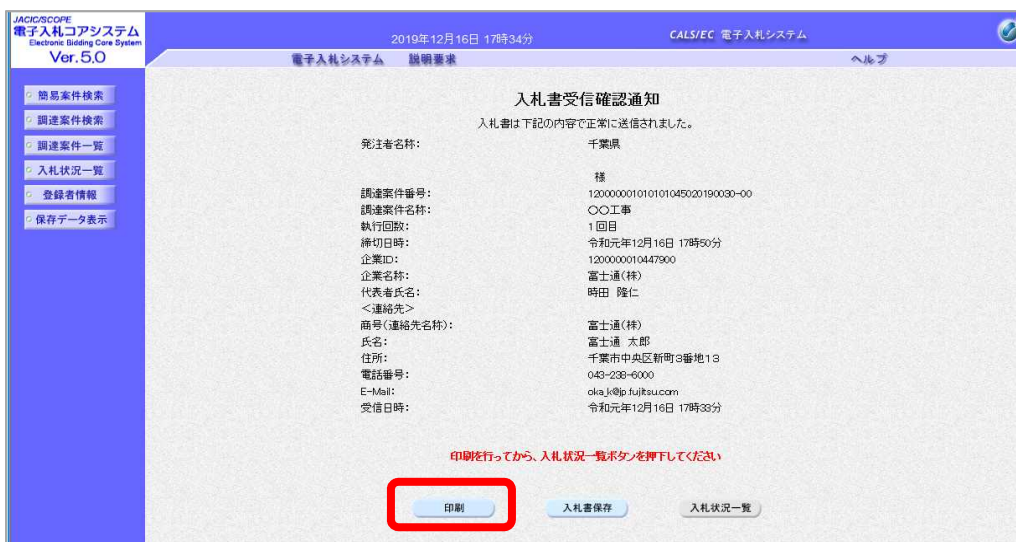 JACIC/SCOPE
電子入札コアシステム
Electronic Bidding Core System
Ver.5.0
2019年12月16日 17時34分
CALS/EC 電子入札システム
電子入札システム 説明要求 ヘルプ
簡易案件検索
調達案件検索
調達案件一覧
入札状況一覧
登録者情報
保存データ表示
入札書受信確認通知
入札書は下記の内容で正常に送信されました。
発注者名称: 千葉県
様
調達案件番号: 12000000101010104502019​0030-00
調達案件名称: 〇〇工事
執行回数: 1回目
締切日時: 令和元年12月16日 17時50分
企業ID: 1200000010447900
企業名称: 富士通(株)
代表者氏名: 時田 隆仁
<連絡先>
商号(連絡先名称): 富士通(株)
氏名: 富士通 太郎
住所: 千葉市中央区新町3番地13
電話番号: 043-238-6000
E-Mail: oka_k@jp.fujitsu.com
受信日時: 令和元年12月16日 17時33分
印刷を行ってから、入札状況一覧ボタンを押下してください
印刷 入札書保存 入札状況一覧